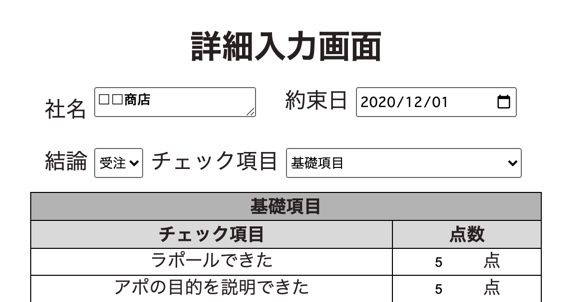 詳細入力画面
社名 □□商店 約束日 2020/12/01
結論 受注 チェック項目 基礎項目
基礎項目
チェック項目 点数
ラポールできた 5 点
アポの目的を説明できた 5 点